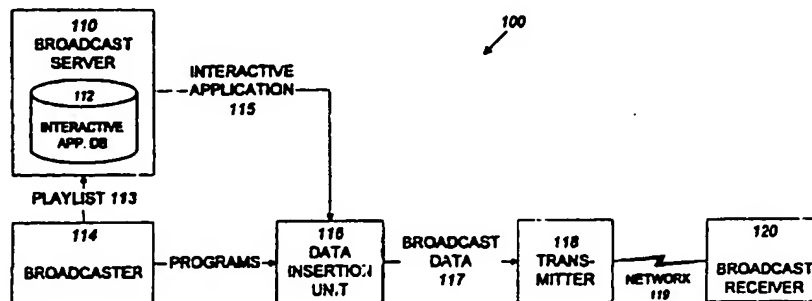 100
110
BROADCAST
SERVER
112
INTERACTIVE
APP. DB
INTERACTIVE
APPLICATION
115
PLAYLIST 113
114
BROADCASTER
PROGRAMS
116
DATA
INSERTION
UNIT
BROADCAST
DATA
117
118
TRANS-
MITTER
NETWORK
119
120
BROADCAST
RECEIVER